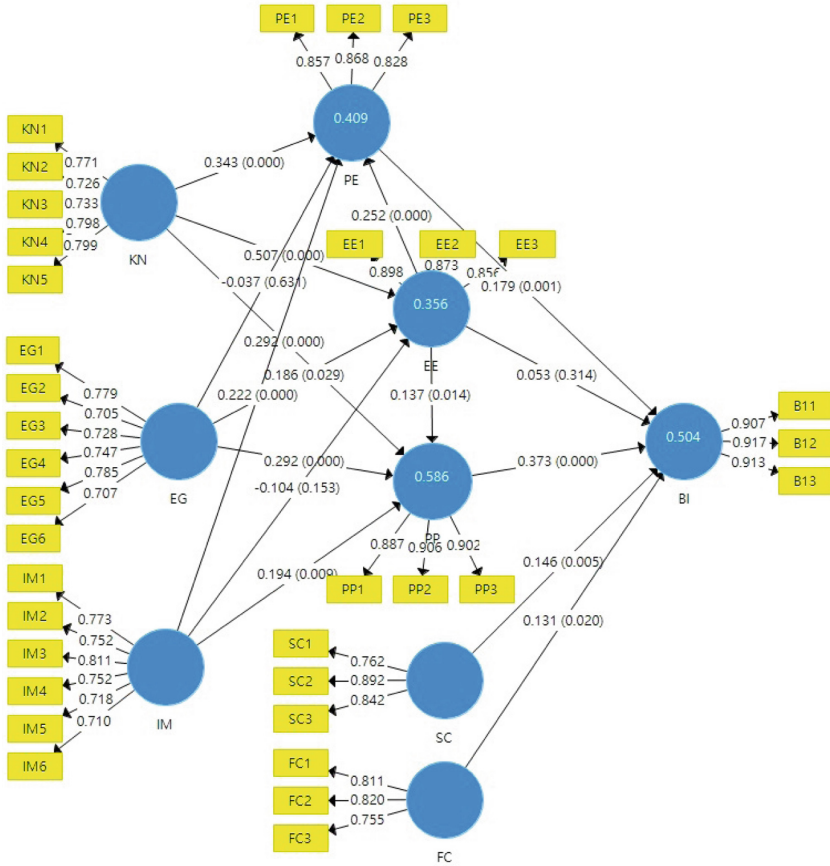 PE1 PE2 PE3
0.857 0.868 0.828
0.409
PE
KN1
KN2
KN3
KN4
KN5
0.771
0.726
0.733
0.798
0.799
KN
0.343 (0.000)
0.252 (0.000)
0.507 (0.000)
-0.037 (0.631)
EE1 EE2 EE3
0.898 0.873 0.856
0.179 (0.001)
0.356
EE
0.292 (0.000)
0.186 (0.029)
0.222 (0.000)
0.137 (0.014)
0.053 (0.314)
EG1
EG2
EG3
EG4
EG5
EG6
0.779
0.705
0.728
0.747
0.785
0.707
EG
0.292 (0.000)
-0.104 (0.153)
0.194 (0.009)
0.586
PP
0.373 (0.000)
0.887 0.906 0.902
PP1 PP2 PP3
0.504
BI
0.907
0.917
0.913
B11
B12
B13
0.146 (0.005)
0.131 (0.020)
IM1
IM2
IM3
IM4
IM5
IM6
0.773
0.752
0.811
0.752
0.718
0.710
IM
SC1
SC2
SC3
0.762
0.892
0.842
SC
FC1
FC2
FC3
0.811
0.820
0.755
FC